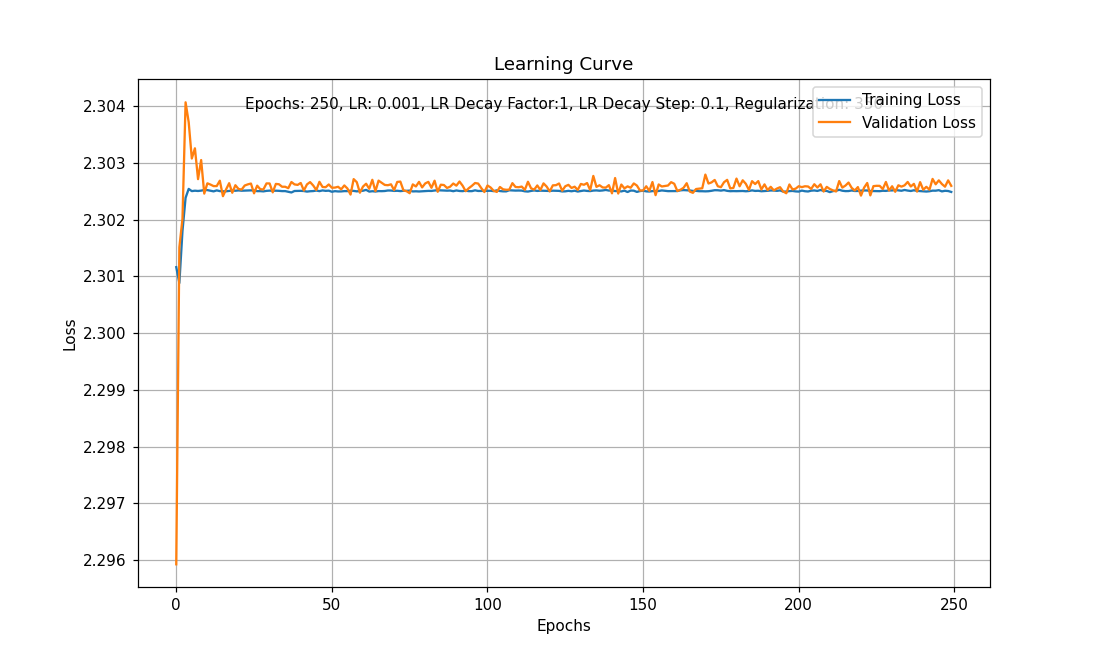 Learning Curve
Epochs: 250, LR: 0.001, LR Decay Factor:1, LR Decay Step: 0.1, Regularization:
Training Loss
Validation Loss
2.304
2.303
2.302
2.301
2.300
2.299
2.298
2.297
2.296
Loss
0 50 100 150 200 250
Epochs